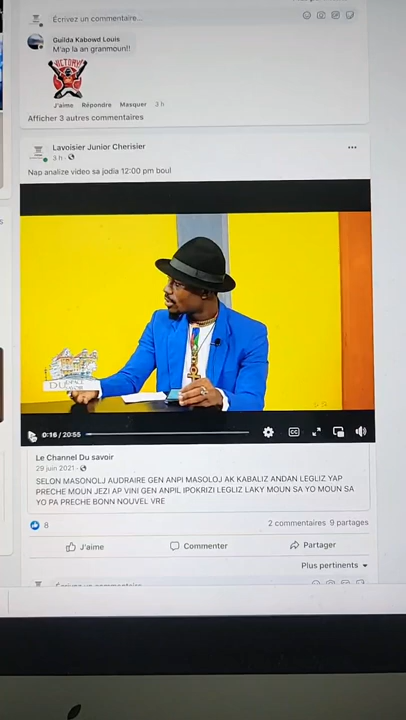 Écrivez un commentaire...
Guilda Kabowd Louis
M'ap la an granmoun!!
VICTORY!
J'aime Répondre Masquer 3 h
Afficher 3 autres commentaires
Lavoisier Junior Cherisier
3 h ·
Nap analize video sa jodia 12:00 pm boul
0:16 / 20:55
CC
Le Channel Du savoir
29 juin 2021 ·
SELON MASONOLJ AUDRAIRE GEN ANPI MASOLOJ AK KABALIZ ANDAN LEGLIZ YAP
PRECHE MOUN JEZI AP VINI GEN ANPIL IPOKRIZI LEGLIZ LAKY MOUN SA YO MOUN SA
YO PA PRECHE BONN NOUVEL VRE
8
2 commentaires 9 partages
J'aime
Commenter
Partager
Plus pertinents